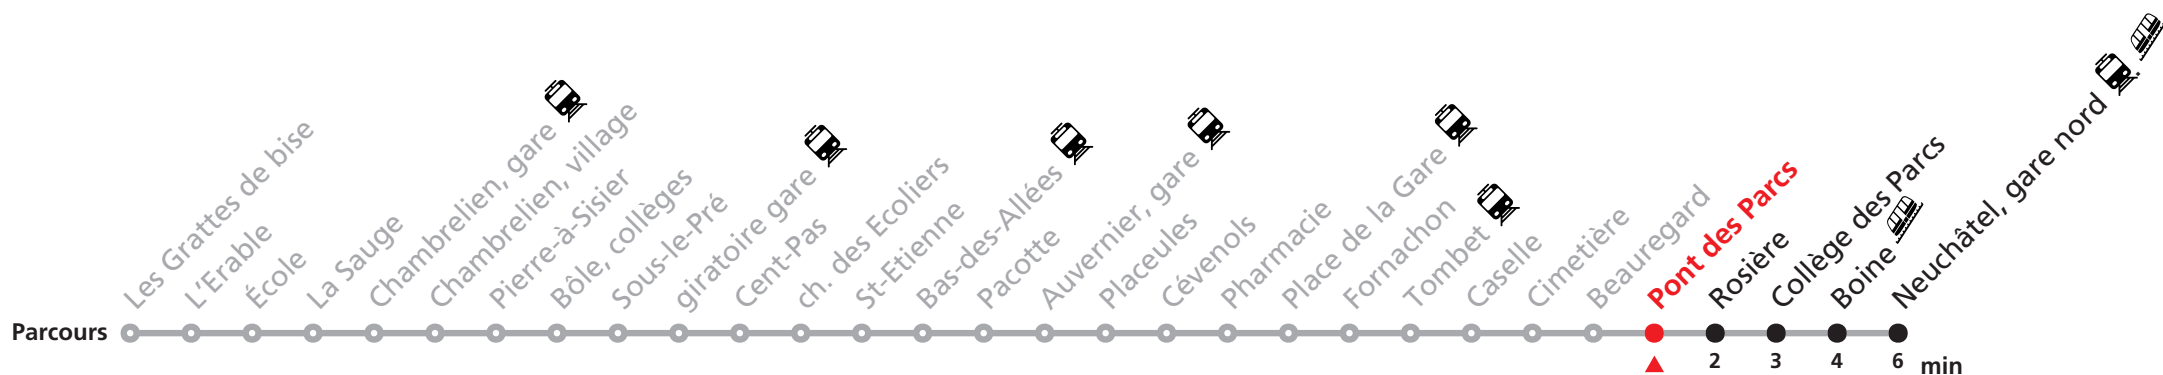 Les Grattes de bise
L'Erable
École
La Sauge
Chambrelien, gare
Chambrelien, village
Pierre-à-Sisier
Bôle, collèges
Sous-le-Pré
giratoire gare
Cent-Pas
ch. des Ecoliers
St-Etienne
Bas-des-Allées
Pacotte
Auvernier, gare
Placeules
Cévenols
Pharmacie
Place de la Gare
Fornachon
Tombet
Caselle
Cimetière
Beauregard
Pont des Parcs
Rosière
Collège des Parcs
Boine
Neuchâtel, gare nord
Parcours
2 3 4 6 min